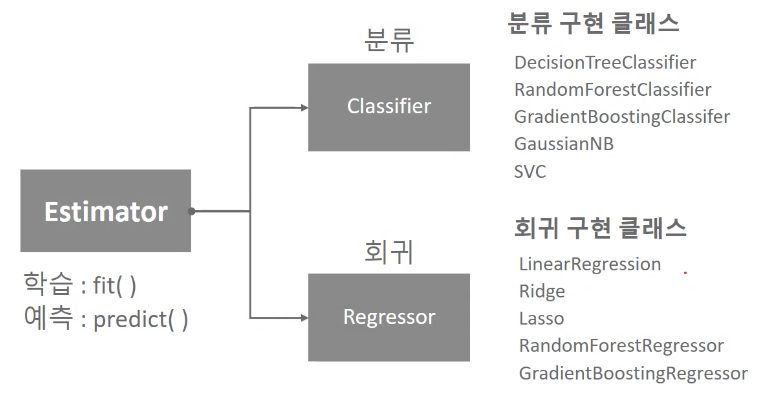 Estimator
학습 : fit( )
예측 : predict( )
분류
Classifier
회귀
Regressor
분류 구현 클래스
DecisionTreeClassifier
RandomForestClassifier
GradientBoostingClassifer
GaussianNB
SVC
회귀 구현 클래스
LinearRegression
Ridge
Lasso
RandomForestRegressor
GradientBoostingRegressor